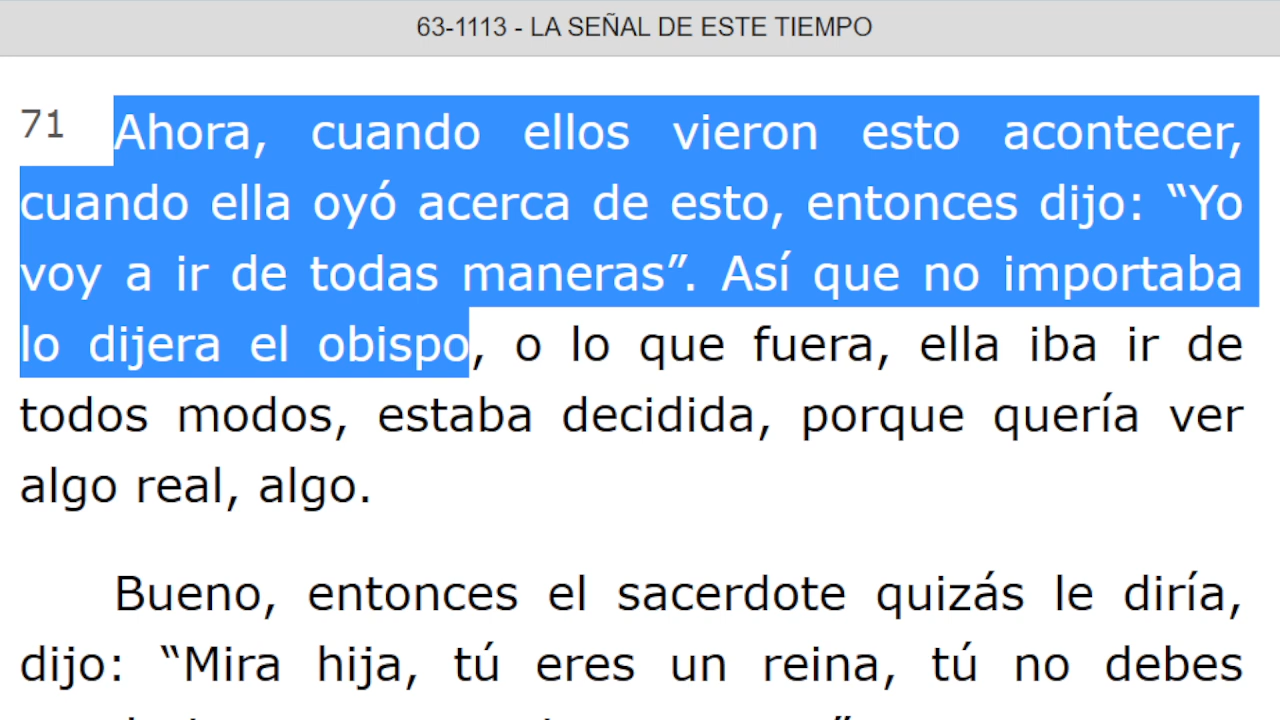 63-1113 - LA SEÑAL DE ESTE TIEMPO
71 Ahora, cuando ellos vieron esto acontecer,
cuando ella oyó acerca de esto, entonces dijo: “Yo
voy a ir de todas maneras”. Así que no importaba
lo dijera el obispo, o lo que fuera, ella iba ir de
todos modos, estaba decidida, porque quería ver
algo real, algo.
Bueno, entonces el sacerdote quizás le diría,
dijo: “Mira hija, tú eres un reina, tú no debes